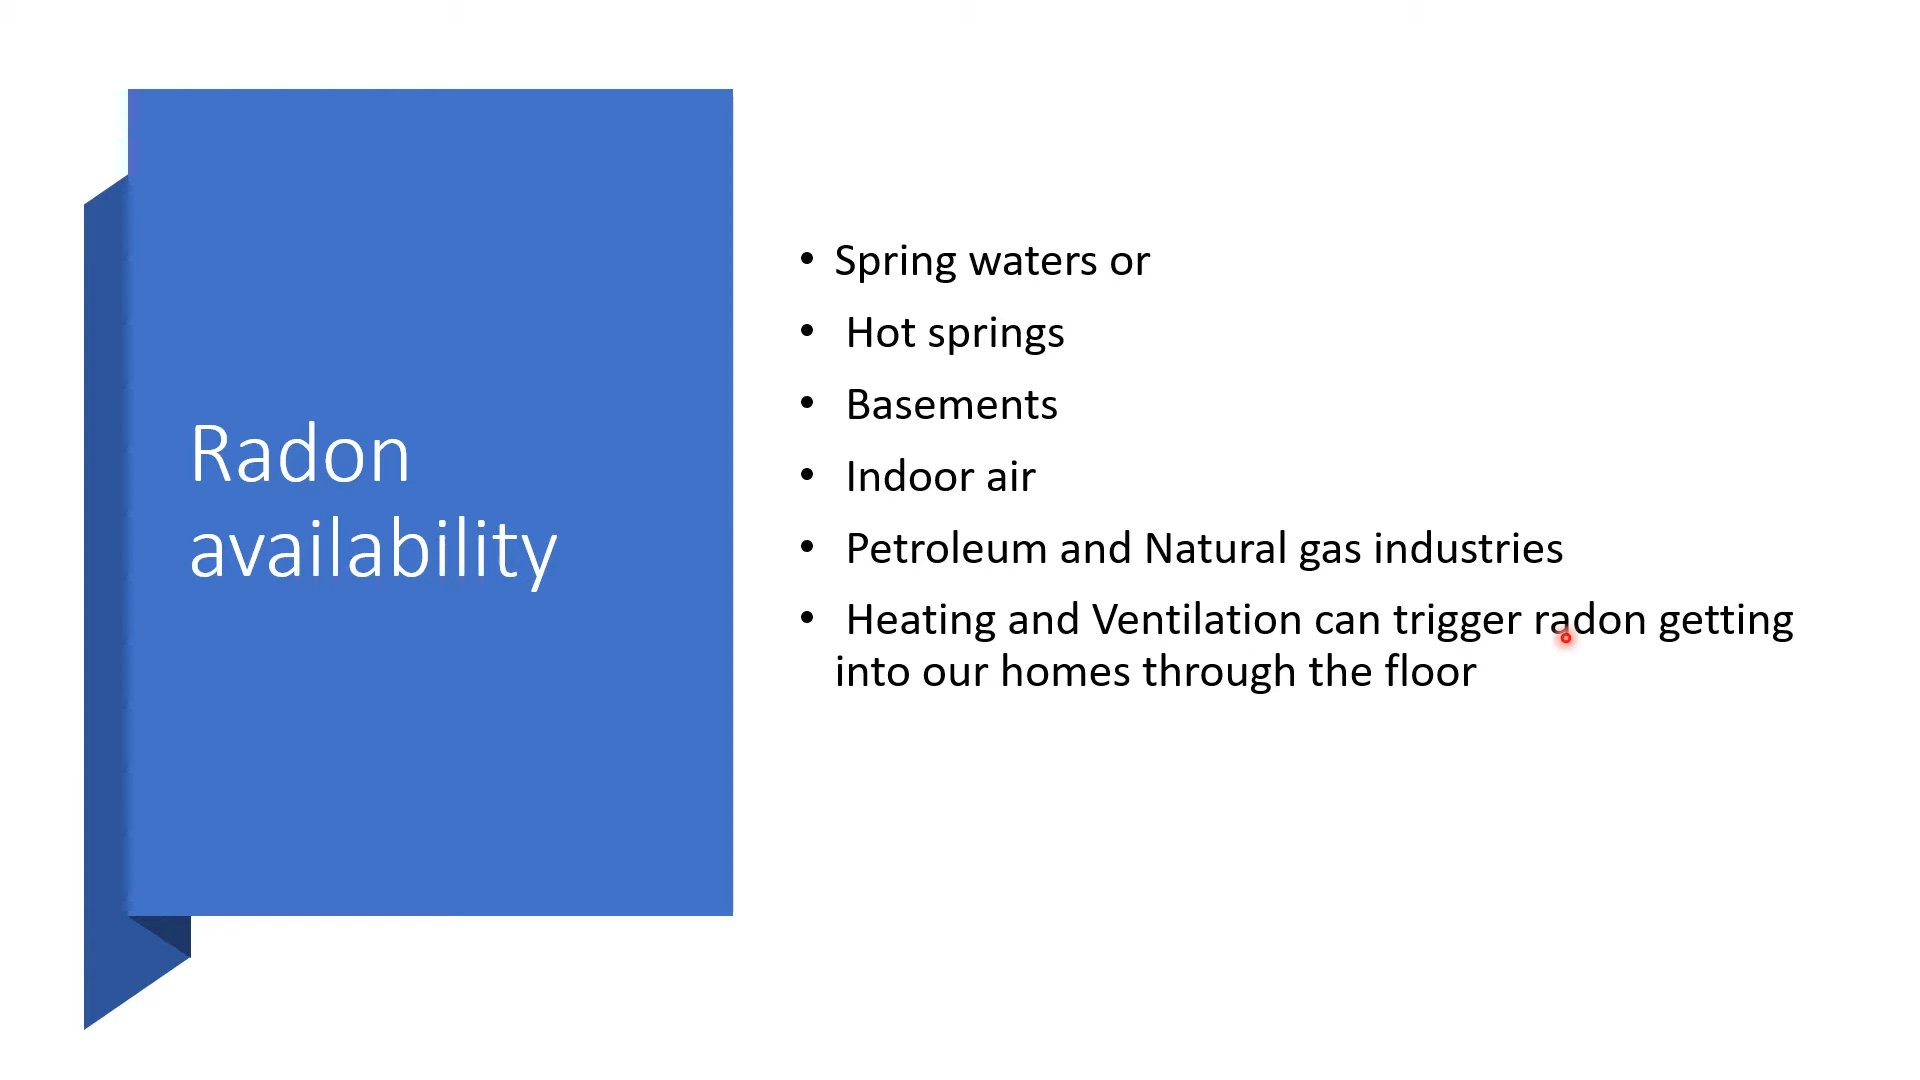 Radon
availability
• Spring waters or
• Hot springs
• Basements
• Indoor air
• Petroleum and Natural gas industries
• Heating and Ventilation can trigger radon getting
into our homes through the floor